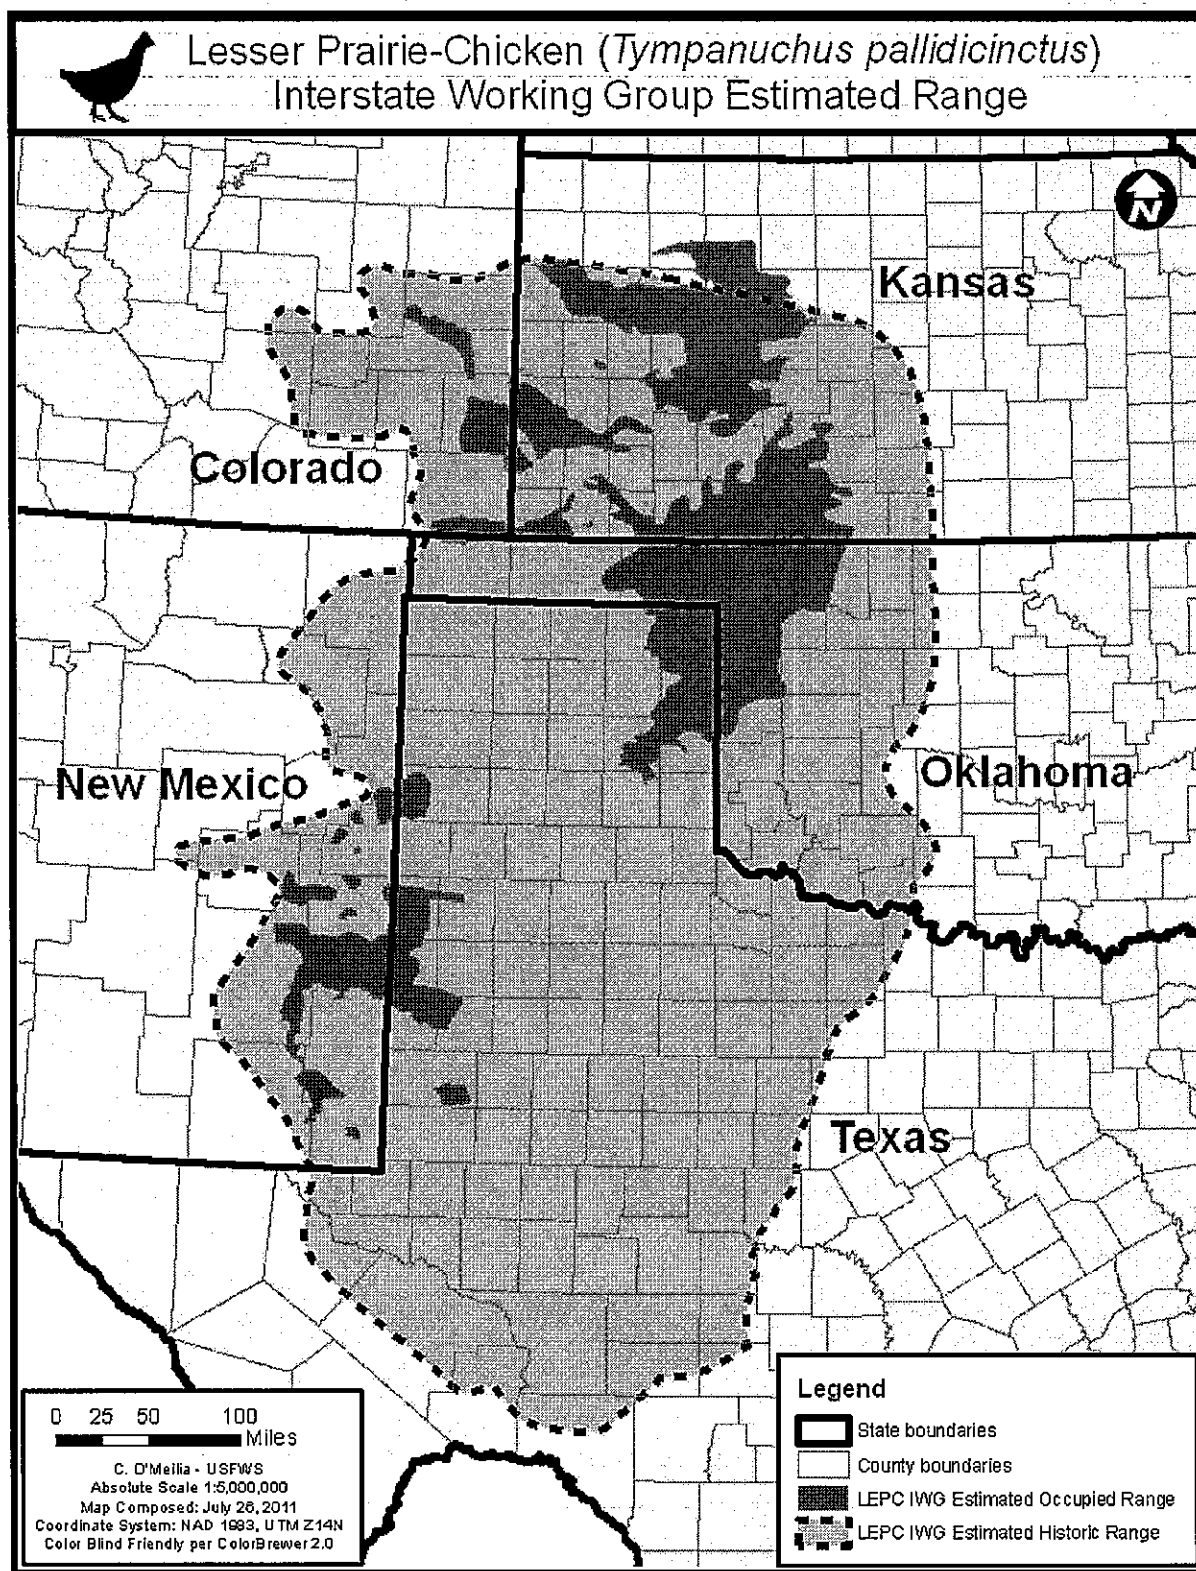 Lesser Prairie-Chicken (Tympanuchus pallidicinctus)
Interstate Working Group Estimated Range
N
Kansas
Colorado
New Mexico
Oklahoma
Texas
0 25 50 100
Miles
C. O'Meilia - USFWS
Absolute Scale 1:5,000,000
Map Composed: July 26, 2011
Coordinate System: NAD 1983, UTM Z14N
Color Blind Friendly per ColorBrewer 2.0
Legend
State boundaries
County boundaries
LEPC IWG Estimated Occupied Range
LEPC IWG Estimated Historic Range